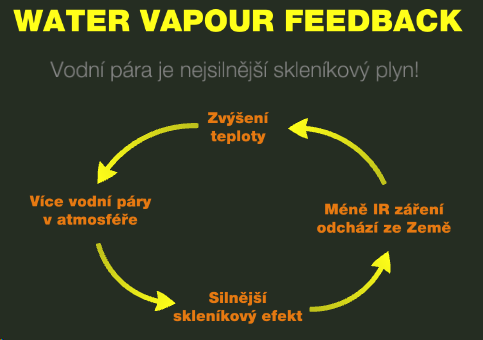 WATER VAPOUR FEEDBACK
Vodní pára je nejsilnější skleníkový plyn!
Zvýšení
teploty
Více vodní páry
v atmosféře
Méně IR záření
odchází ze Země
Silnější
skleníkový efekt